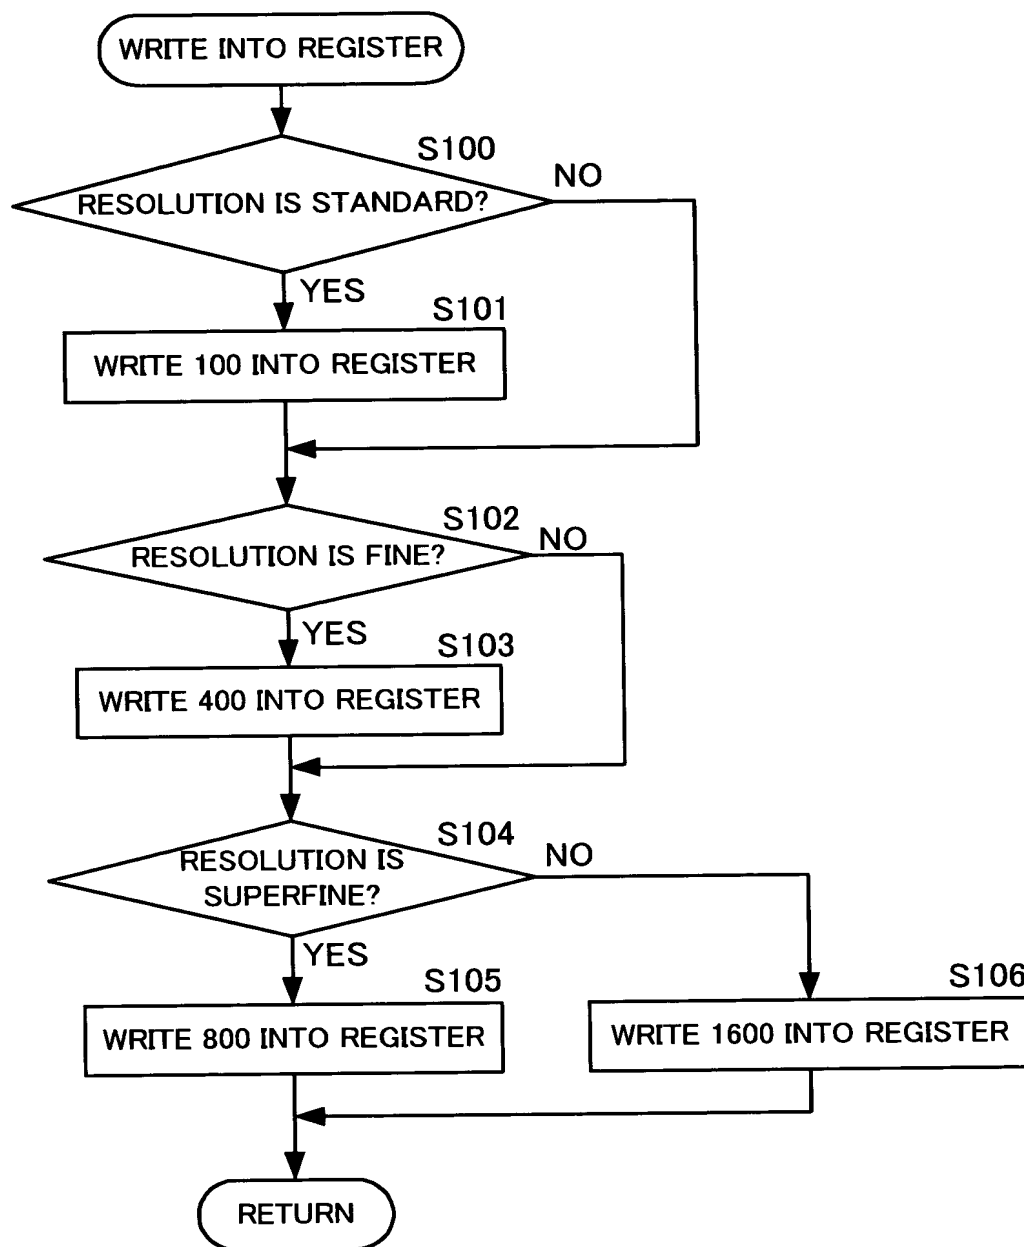 WRITE INTO REGISTER
S100
NO
RESOLUTION IS STANDARD?
YES
S101
WRITE 100 INTO REGISTER
S102
NO
RESOLUTION IS FINE?
YES
S103
WRITE 400 INTO REGISTER
S104
NO
RESOLUTION IS
SUPERFINE?
YES
S105
S106
WRITE 800 INTO REGISTER
WRITE 1600 INTO REGISTER
RETURN